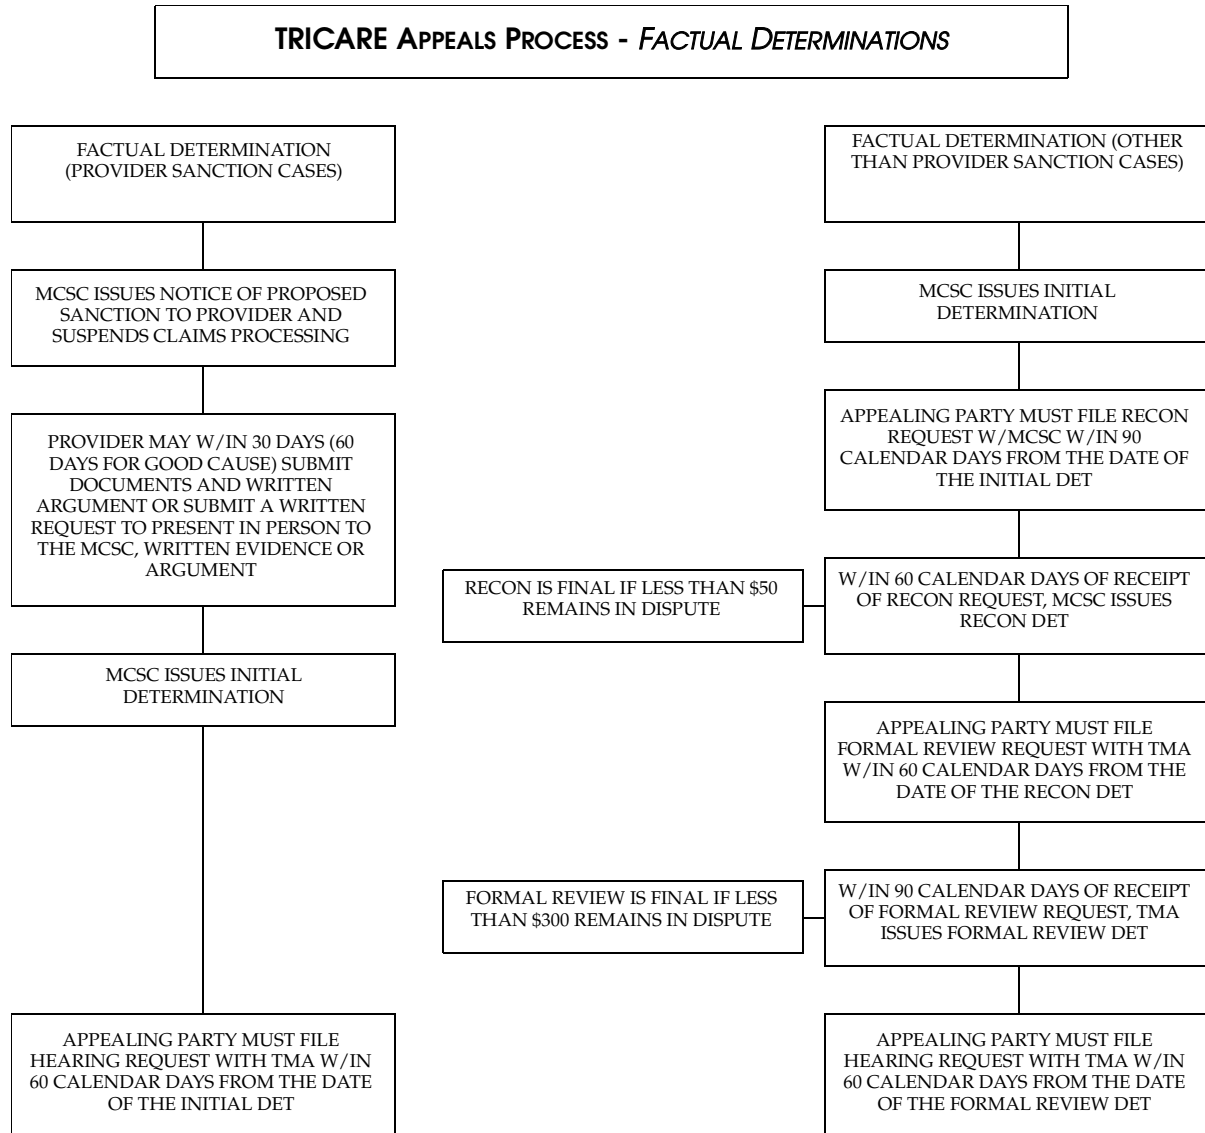 TRICARE APPEALS PROCESS - FACTUAL DETERMINATIONS
FACTUAL DETERMINATION
(PROVIDER SANCTION CASES)
MCSC ISSUES NOTICE OF PROPOSED
SANCTION TO PROVIDER AND
SUSPENDS CLAIMS PROCESSING
PROVIDER MAY W/IN 30 DAYS (60
DAYS FOR GOOD CAUSE) SUBMIT
DOCUMENTS AND WRITTEN
ARGUMENT OR SUBMIT A WRITTEN
REQUEST TO PRESENT IN PERSON TO
THE MCSC, WRITTEN EVIDENCE OR
ARGUMENT
MCSC ISSUES INITIAL
DETERMINATION
APPEALING PARTY MUST FILE
HEARING REQUEST WITH TMA W/IN
60 CALENDAR DAYS FROM THE DATE
OF THE INITIAL DET
FACTUAL DETERMINATION (OTHER
THAN PROVIDER SANCTION CASES)
MCSC ISSUES INITIAL
DETERMINATION
APPEALING PARTY MUST FILE RECON
REQUEST W/MCSC W/IN 90
CALENDAR DAYS FROM THE DATE OF
THE INITIAL DET
W/IN 60 CALENDAR DAYS OF RECEIPT
OF RECON REQUEST, MCSC ISSUES
RECON DET
RECON IS FINAL IF LESS THAN $50
REMAINS IN DISPUTE
APPEALING PARTY MUST FILE
FORMAL REVIEW REQUEST WITH TMA
W/IN 60 CALENDAR DAYS FROM THE
DATE OF THE RECON DET
W/IN 90 CALENDAR DAYS OF RECEIPT
OF FORMAL REVIEW REQUEST, TMA
ISSUES FORMAL REVIEW DET
FORMAL REVIEW IS FINAL IF LESS
THAN $300 REMAINS IN DISPUTE
APPEALING PARTY MUST FILE
HEARING REQUEST WITH TMA W/IN
60 CALENDAR DAYS FROM THE DATE
OF THE FORMAL REVIEW DET